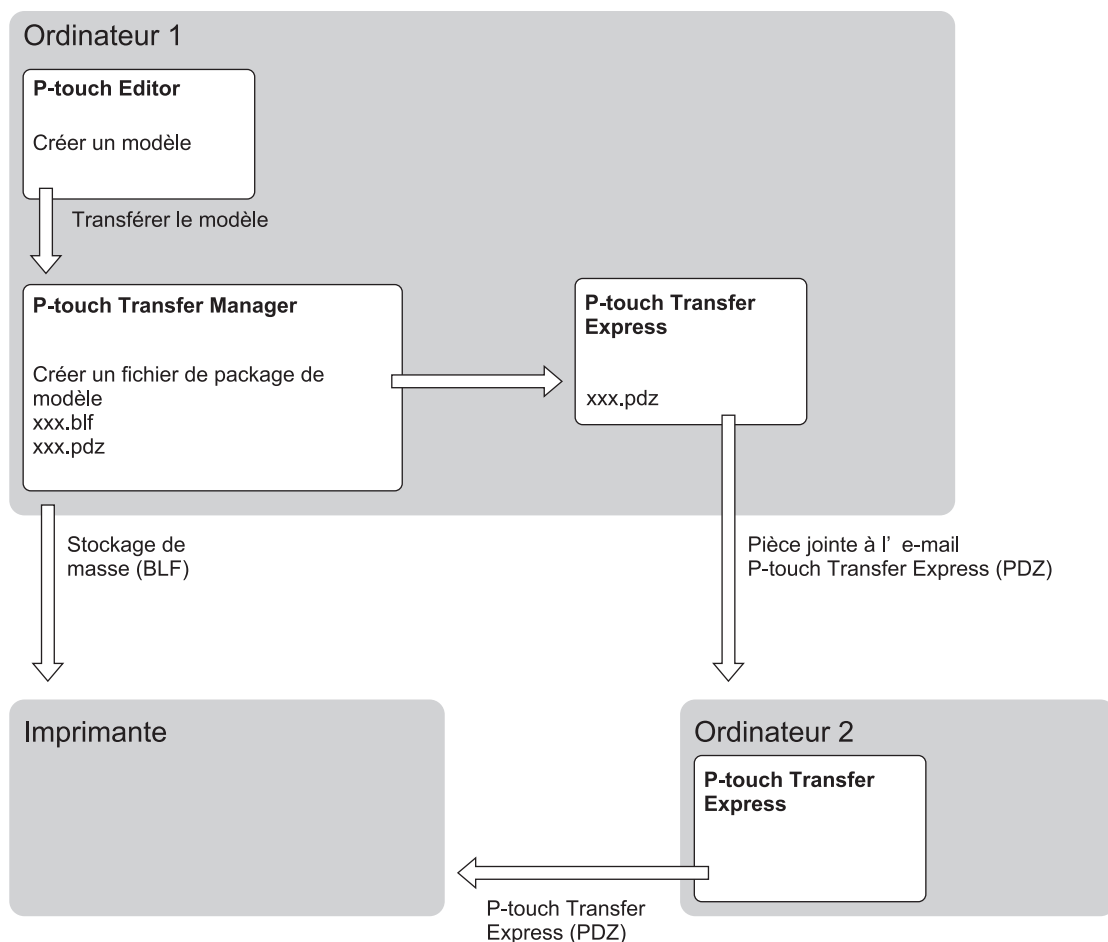 Ordinateur 1
P-touch Editor
Créer un modèle
Transférer le modèle
P-touch Transfer Manager
Créer un fichier de package de
modèle
xxx.blf
xxx.pdz
P-touch Transfer
Express
xxx.pdz
Stockage de
masse (BLF)
Pièce jointe à l’ e-mail
P-touch Transfer Express (PDZ)
Imprimante
Ordinateur 2
P-touch Transfer
Express
P-touch Transfer
Express (PDZ)